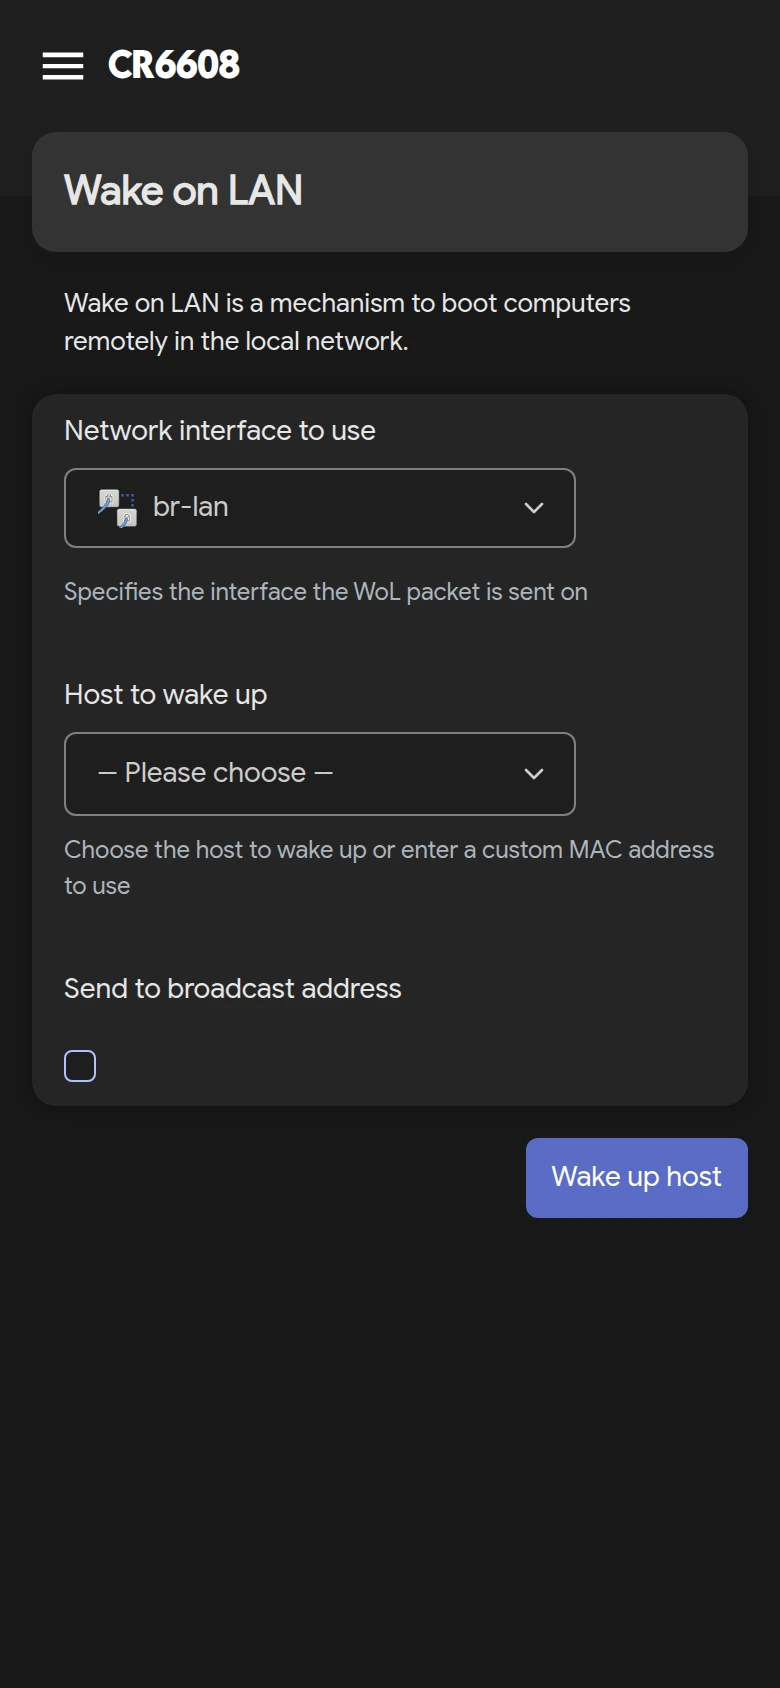 CR6608
Wake on LAN
Wake on LAN is a mechanism to boot computers
remotely in the local network.
Network interface to use
br-lan
Specifies the interface the WoL packet is sent on
Host to wake up
— Please choose —
Choose the host to wake up or enter a custom MAC address
to use
Send to broadcast address
Wake up host